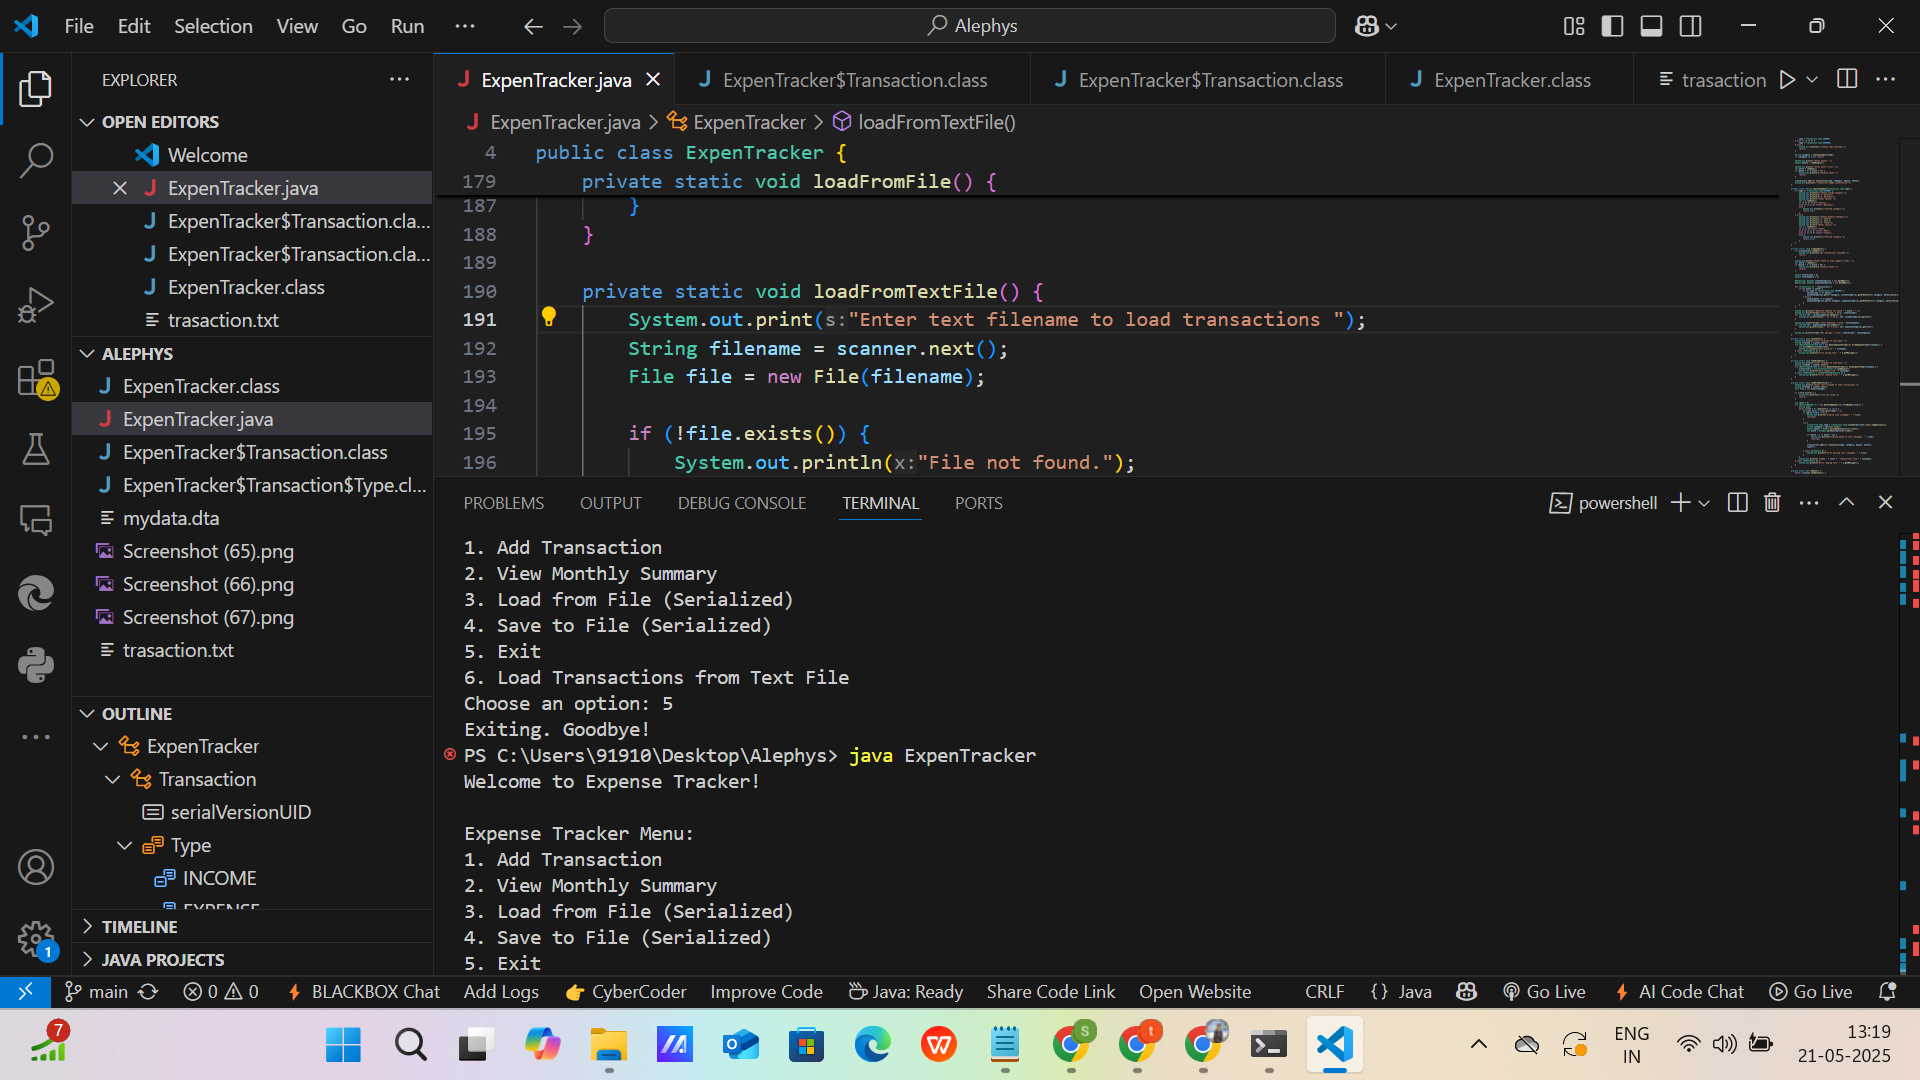 File Edit Selection View Go Run ··· Alephys
EXPLORER
OPEN EDITORS
Welcome
ExpenTracker.java
ExpenTracker$Transaction.cla...
ExpenTracker$Transaction.cla...
ExpenTracker.class
trasaction.txt
ALEPHYS
ExpenTracker.class
ExpenTracker.java
ExpenTracker$Transaction.class
ExpenTracker$Transaction$Type.cl...
mydata.dta
Screenshot (65).png
Screenshot (66).png
Screenshot (67).png
trasaction.txt
OUTLINE
ExpenTracker
Transaction
serialVersionUID
Type
INCOME
EXPENSE
TIMELINE
JAVA PROJECTS
ExpenTracker.java ExpenTracker$Transaction.class ExpenTracker$Transaction.class ExpenTracker.class trasaction
ExpenTracker.java > ExpenTracker > loadFromTextFile()
4 public class ExpenTracker {
179 private static void loadFromFile() {
187 }
188 }
189
190 private static void loadFromTextFile() {
191 System.out.print(s:"Enter text filename to load transactions ");
192 String filename = scanner.next();
193 File file = new File(filename);
194
195 if (!file.exists()) {
196 System.out.println(x:"File not found.");
PROBLEMS OUTPUT DEBUG CONSOLE TERMINAL PORTS powershell
1. Add Transaction
2. View Monthly Summary
3. Load from File (Serialized)
4. Save to File (Serialized)
5. Exit
6. Load Transactions from Text File
Choose an option: 5
Exiting. Goodbye!
PS C:\Users\91910\Desktop\Alephys> java ExpenTracker
Welcome to Expense Tracker!
Expense Tracker Menu:
1. Add Transaction
2. View Monthly Summary
3. Load from File (Serialized)
4. Save to File (Serialized)
5. Exit
main 0 0 BLACKBOX Chat Add Logs CyberCoder Improve Code Java: Ready Share Code Link Open Website CRLF {} Java Go Live AI Code Chat Go Live
1
7
S
t
ENG
IN
13:19
21-05-2025